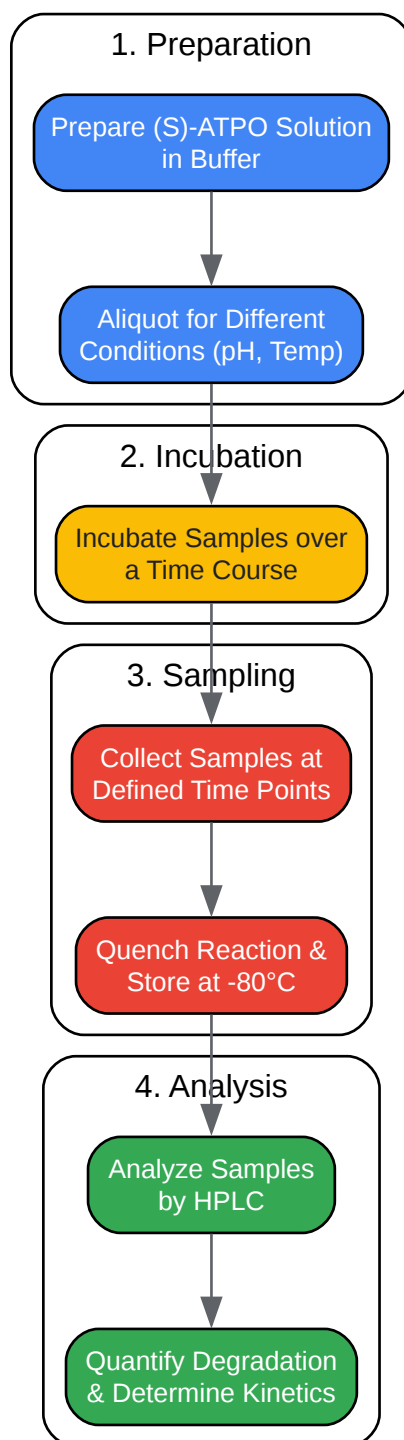 1. Preparation
Prepare (S)-ATPO Solution
in Buffer
Aliquot for Different
Conditions (pH, Temp)
2. Incubation
Incubate Samples over
a Time Course
3. Sampling
Collect Samples at
Defined Time Points
Quench Reaction &
Store at -80°C
4. Analysis
Analyze Samples
by HPLC
Quantify Degradation
& Determine Kinetics